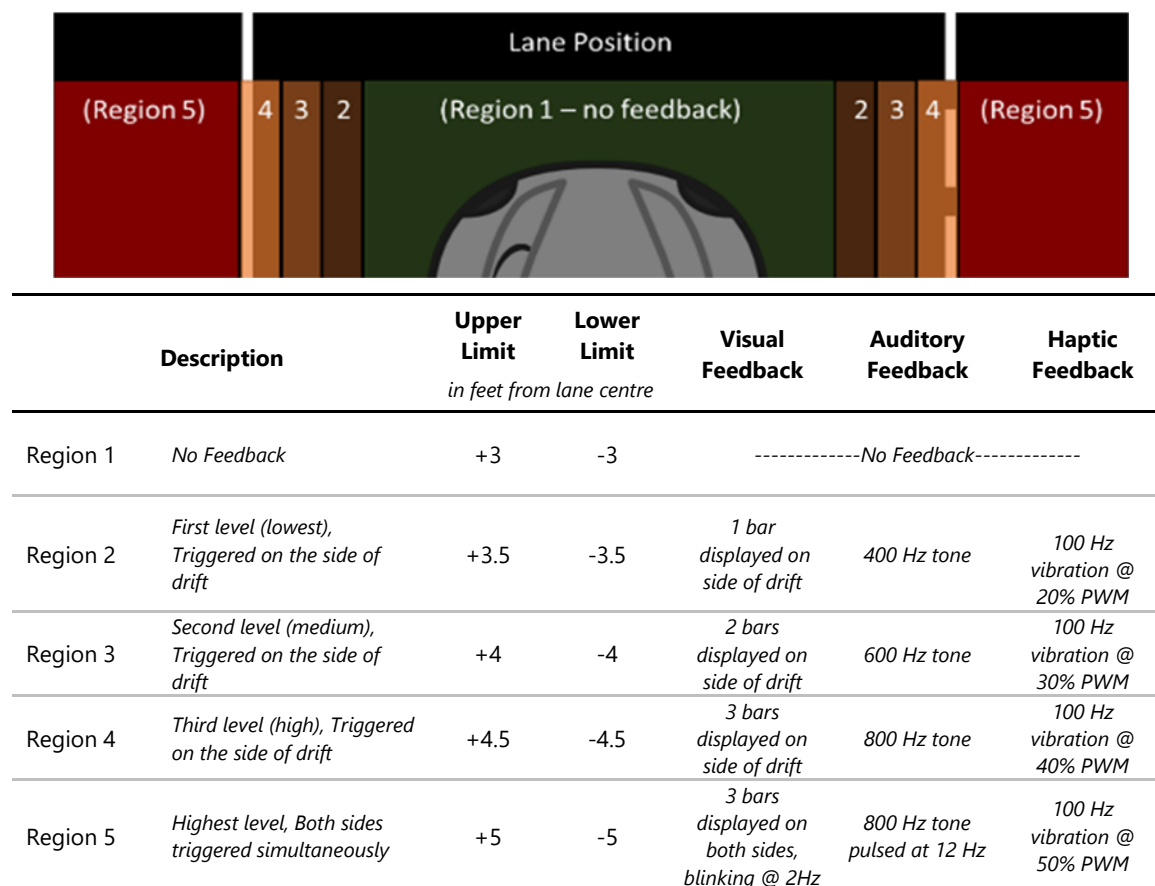 Lane Position
(Region 5) 4 3 2 (Region 1 – no feedback) 2 3 4 (Region 5)
Description Upper Limit Lower Limit Visual Feedback Auditory Feedback Haptic Feedback
in feet from lane centre
Region 1 No Feedback +3 -3 -------------No Feedback-------------
Region 2
First level (lowest),
Triggered on the side of
drift
+3.5
-3.5
1 bar
displayed on
side of drift
400 Hz tone
100 Hz
vibration @
20% PWM
Region 3
Second level (medium),
Triggered on the side of
drift
+4
-4
2 bars
displayed on
side of drift
600 Hz tone
100 Hz
vibration @
30% PWM
Region 4
Third level (high), Triggered
on the side of drift
+4.5
-4.5
3 bars
displayed on
side of drift
800 Hz tone
100 Hz
vibration @
40% PWM
Region 5
Highest level, Both sides
triggered simultaneously
+5
-5
3 bars
displayed on
both sides,
blinking @ 2Hz
800 Hz tone
pulsed at 12 Hz
100 Hz
vibration @
50% PWM